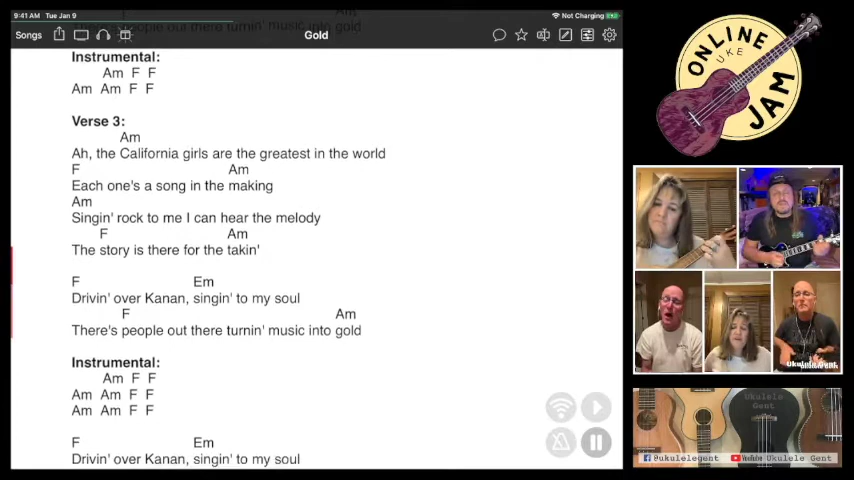 9:41 AM Tue Jan 9
Not Charging
Songs
Gold
Instrumental:
Am F F
Am Am F F
Verse 3:
Am
Ah, the California girls are the greatest in the world
F Am
Each one's a song in the making
Am
Singin' rock to me I can hear the melody
F Am
The story is there for the takin'
F Em
Drivin' over Kanan, singin' to my soul
F Am
There's people out there turnin' music into gold
Instrumental:
Am F F
Am Am F F
Am Am F F
F Em
Drivin' over Kanan, singin' to my soul
ONLINE
UKE
JAM
Ukulele Gent
Ukulele Gent
@ukulelegent
YouTube Ukulele Gent